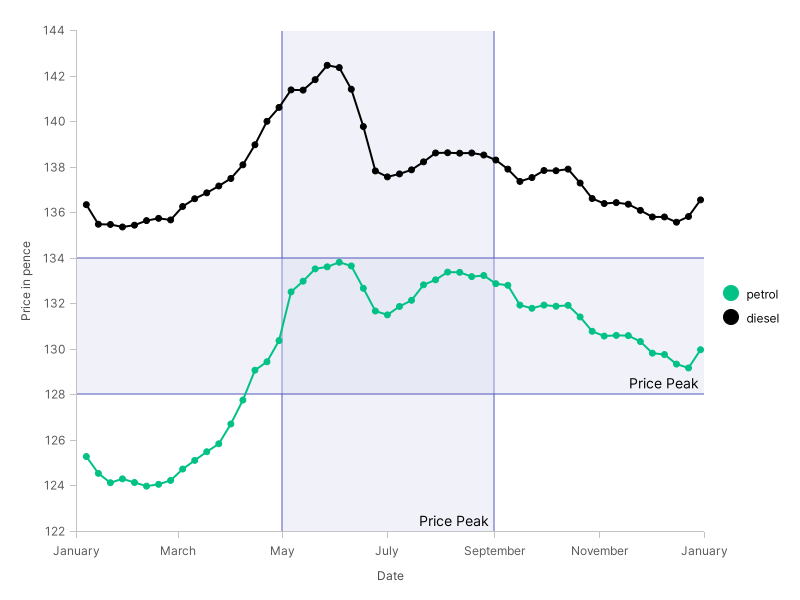 144
142
140
138
136
134
132
130
128
126
124
122
Price in pence
Price Peak
Price Peak
January
March
May
July
September
November
January
Date
petrol
diesel